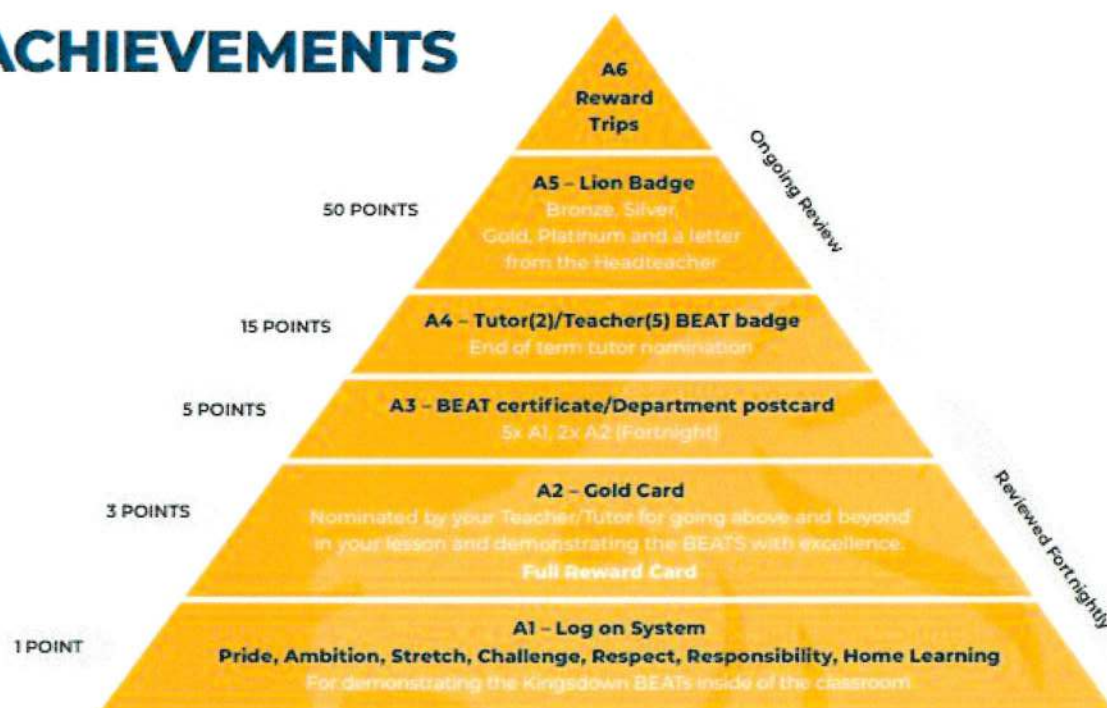 ACHIEVEMENTS
A6
Reward
Trips
Ongoing Review
50 POINTS
A5 – Lion Badge
Bronze, Silver,
Gold, Platinum and a letter
from the Headteacher
15 POINTS
A4 – Tutor(2)/Teacher(5) BEAT badge
End of term tutor nomination
5 POINTS
A3 – BEAT certificate/Department postcard
5x A1, 2x A2 (Fortnight)
3 POINTS
A2 – Gold Card
Nominated by your Teacher/Tutor for going above and beyond
in your lesson and demonstrating the BEATS with excellence.
Full Reward Card
Reviewed Fortnightly
1 POINT
A1 – Log on System
Pride, Ambition, Stretch, Challenge, Respect, Responsibility, Home Learning
For demonstrating the Kingsdown BEATs inside of the classroom